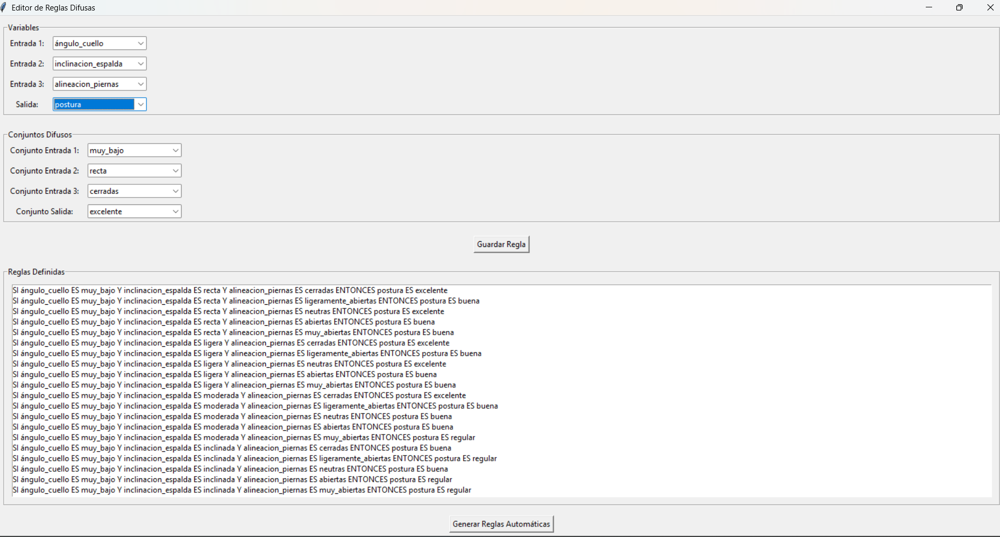 Editor de Reglas Difusas
Variables
Entrada 1: ángulo_cuello
Entrada 2: inclinacion_espalda
Entrada 3: alineacion_piernas
Salida: postura
Conjuntos Difusos
Conjunto Entrada 1: muy_bajo
Conjunto Entrada 2: recta
Conjunto Entrada 3: cerradas
Conjunto Salida: excelente
Guardar Regla
Reglas Definidas
SI ángulo_cuello ES muy_bajo Y inclinacion_espalda ES recta Y alineacion_piernas ES cerradas ENTONCES postura ES excelente
SI ángulo_cuello ES muy_bajo Y inclinacion_espalda ES recta Y alineacion_piernas ES ligeramente_abiertas ENTONCES postura ES buena
SI ángulo_cuello ES muy_bajo Y inclinacion_espalda ES recta Y alineacion_piernas ES neutras ENTONCES postura ES excelente
SI ángulo_cuello ES muy_bajo Y inclinacion_espalda ES recta Y alineacion_piernas ES abiertas ENTONCES postura ES buena
SI ángulo_cuello ES muy_bajo Y inclinacion_espalda ES recta Y alineacion_piernas ES muy_abiertas ENTONCES postura ES buena
SI ángulo_cuello ES muy_bajo Y inclinacion_espalda ES ligera Y alineacion_piernas ES cerradas ENTONCES postura ES excelente
SI ángulo_cuello ES muy_bajo Y inclinacion_espalda ES ligera Y alineacion_piernas ES ligeramente_abiertas ENTONCES postura ES buena
SI ángulo_cuello ES muy_bajo Y inclinacion_espalda ES ligera Y alineacion_piernas ES neutras ENTONCES postura ES excelente
SI ángulo_cuello ES muy_bajo Y inclinacion_espalda ES ligera Y alineacion_piernas ES abiertas ENTONCES postura ES buena
SI ángulo_cuello ES muy_bajo Y inclinacion_espalda ES ligera Y alineacion_piernas ES muy_abiertas ENTONCES postura ES buena
SI ángulo_cuello ES muy_bajo Y inclinacion_espalda ES moderada Y alineacion_piernas ES cerradas ENTONCES postura ES excelente
SI ángulo_cuello ES muy_bajo Y inclinacion_espalda ES moderada Y alineacion_piernas ES ligeramente_abiertas ENTONCES postura ES buena
SI ángulo_cuello ES muy_bajo Y inclinacion_espalda ES moderada Y alineacion_piernas ES neutras ENTONCES postura ES buena
SI ángulo_cuello ES muy_bajo Y inclinacion_espalda ES moderada Y alineacion_piernas ES abiertas ENTONCES postura ES buena
SI ángulo_cuello ES muy_bajo Y inclinacion_espalda ES moderada Y alineacion_piernas ES muy_abiertas ENTONCES postura ES regular
SI ángulo_cuello ES muy_bajo Y inclinacion_espalda ES inclinada Y alineacion_piernas ES cerradas ENTONCES postura ES buena
SI ángulo_cuello ES muy_bajo Y inclinacion_espalda ES inclinada Y alineacion_piernas ES ligeramente_abiertas ENTONCES postura ES regular
SI ángulo_cuello ES muy_bajo Y inclinacion_espalda ES inclinada Y alineacion_piernas ES neutras ENTONCES postura ES buena
SI ángulo_cuello ES muy_bajo Y inclinacion_espalda ES inclinada Y alineacion_piernas ES abiertas ENTONCES postura ES regular
SI ángulo_cuello ES muy_bajo Y inclinacion_espalda ES inclinada Y alineacion_piernas ES muy_abiertas ENTONCES postura ES regular
Generar Reglas Automáticas